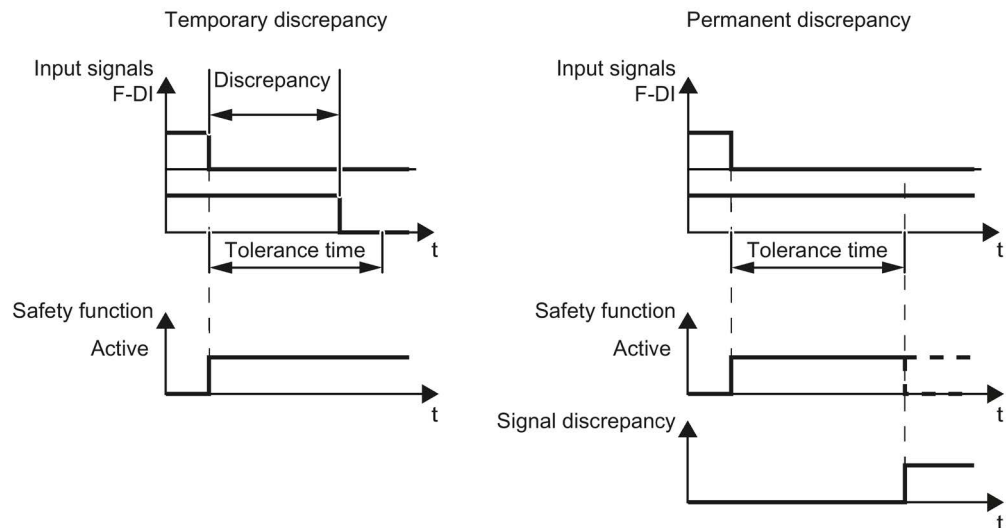 Temporary discrepancy
Input signals
F-DI
Discrepancy
t
Tolerance time
Safety function
Active
t
Permanent discrepancy
Input signals
F-DI
t
Tolerance time
Safety function
Active
t
Signal discrepancy
t